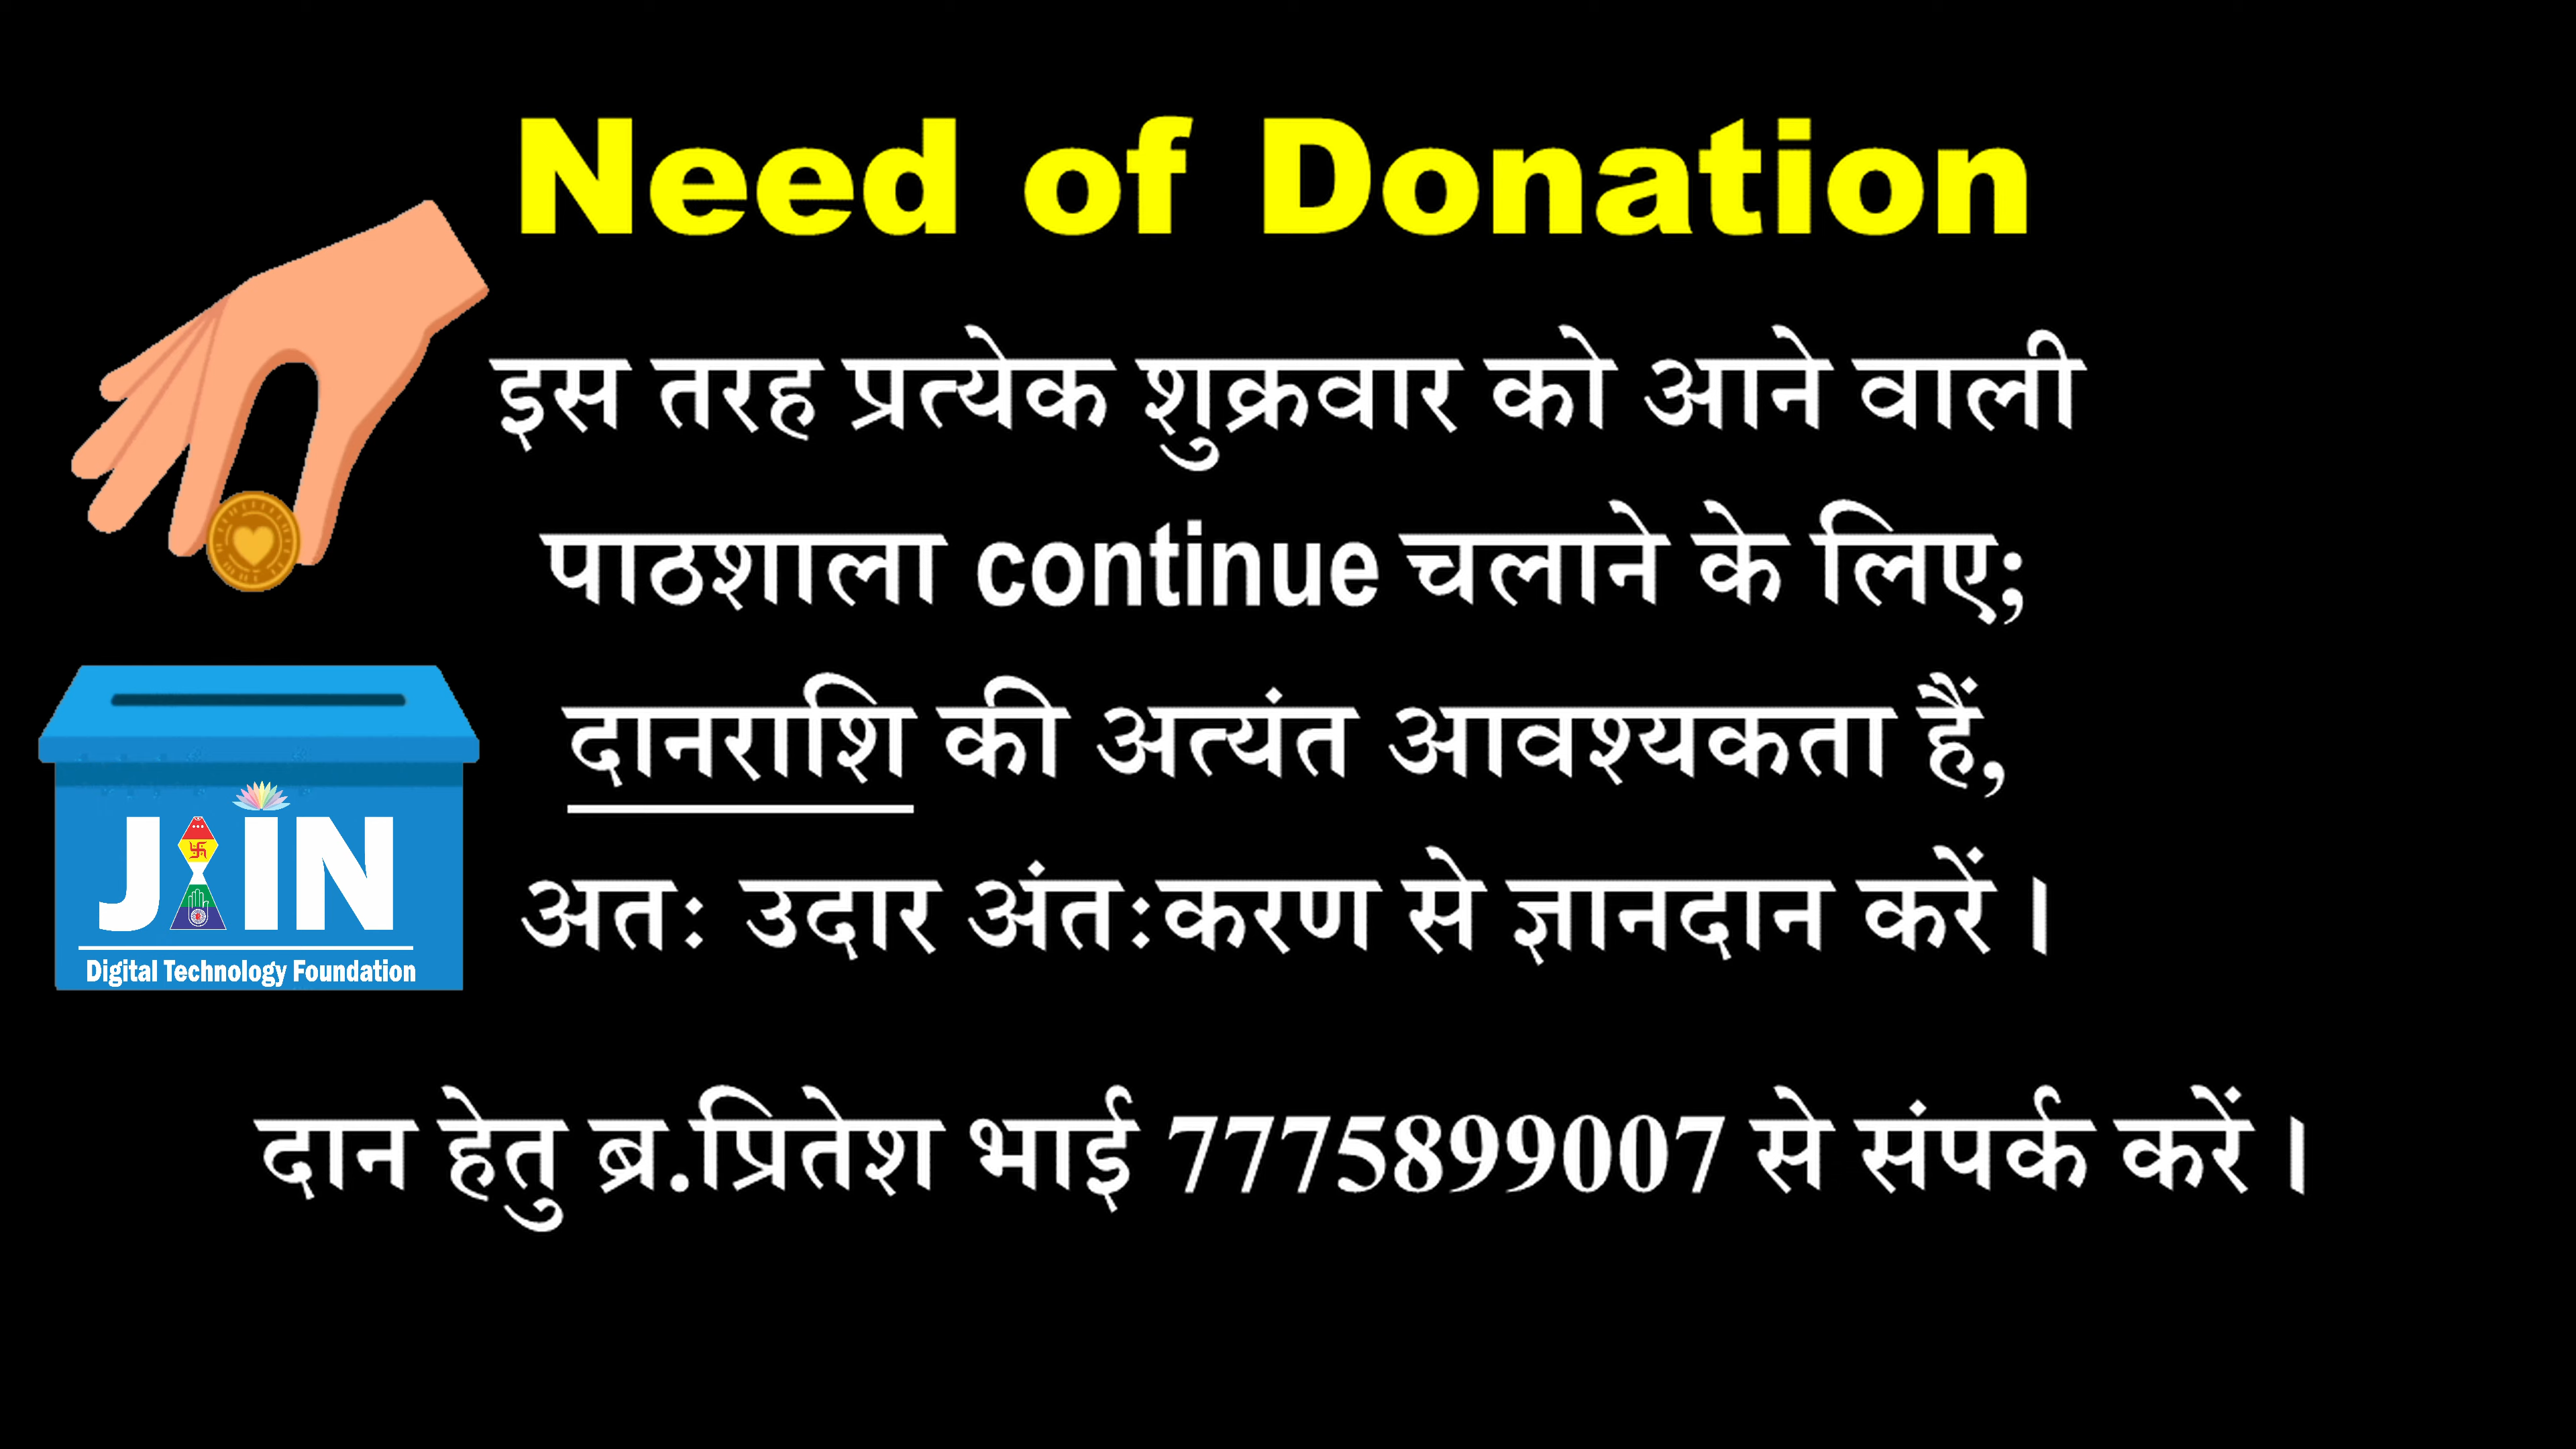 Need of Donation
इस तरह प्रत्येक शुक्रवार को आने वाली
पाठशाला continue चलाने के लिए;
दानराशि की अत्यंत आवश्यकता हैं,
अतः उदार अंतःकरण से ज्ञानदान करें ।
JAIN
Digital Technology Foundation
दान हेतु ब्र.प्रितेश भाई 7775899007 से संपर्क करें ।